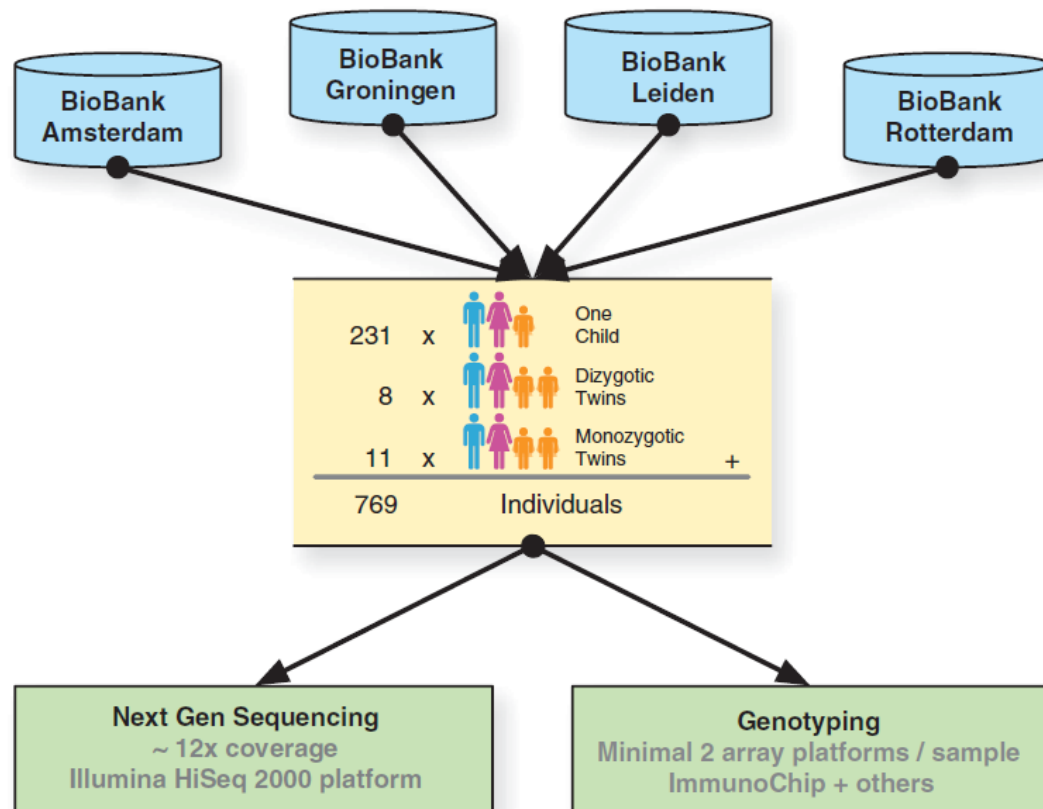 BioBank
Amsterdam
BioBank
Groningen
BioBank
Leiden
BioBank
Rotterdam
231 x One
Child
8 x Dizygotic
Twins
11 x Monozygotic
Twins +
769 Individuals
Next Gen Sequencing
~ 12x coverage
Illumina HiSeq 2000 platform
Genotyping
Minimal 2 array platforms / sample
ImmunoChip + others